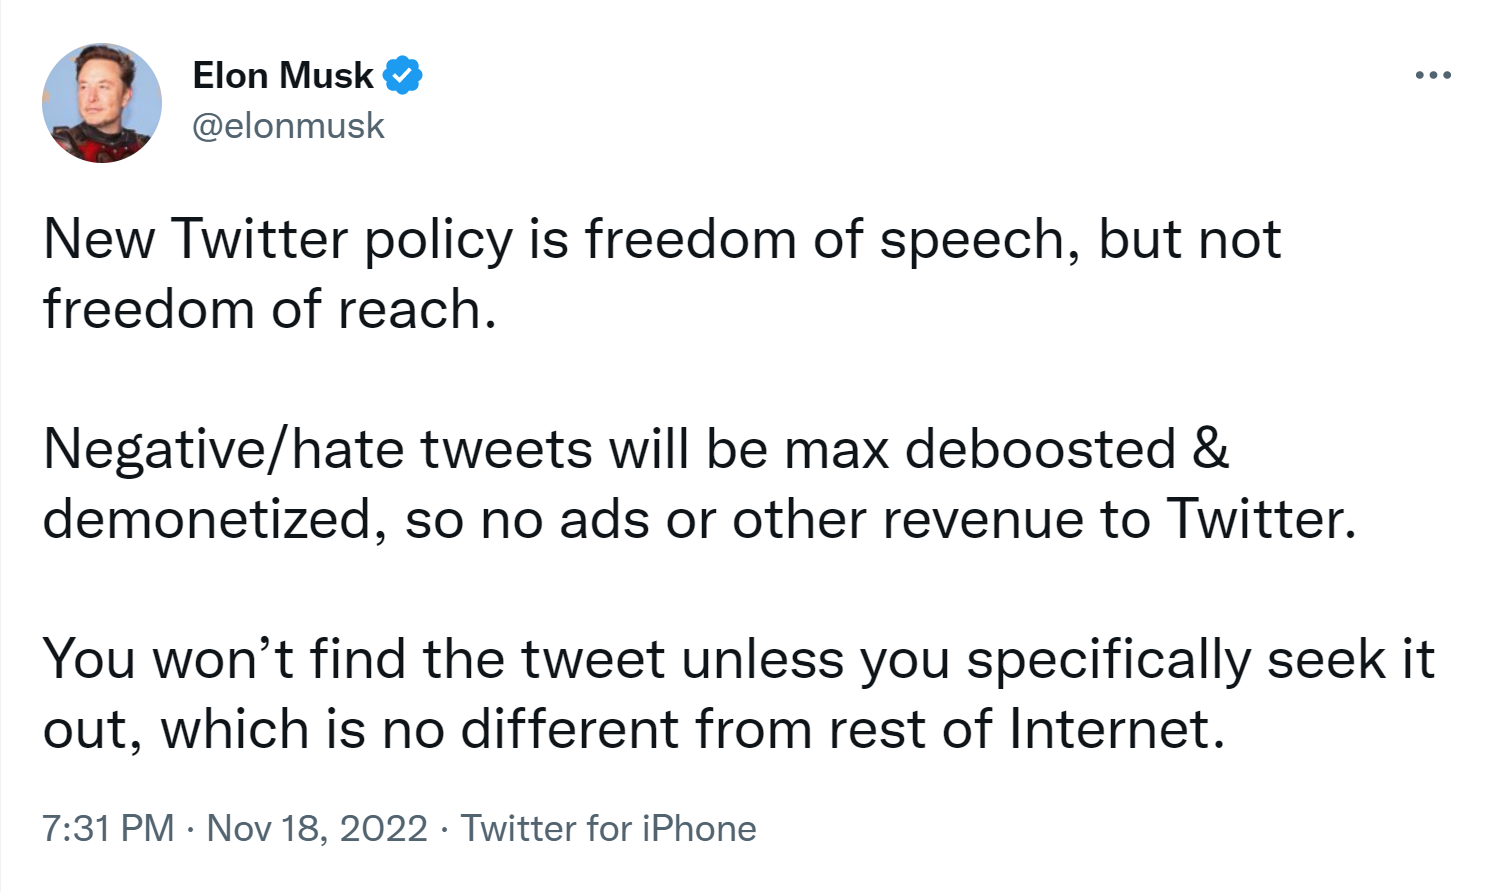 Elon Musk
@elonmusk
New Twitter policy is freedom of speech, but not
freedom of reach.
Negative/hate tweets will be max deboosted &
demonetized, so no ads or other revenue to Twitter.
You won’t find the tweet unless you specifically seek it
out, which is no different from rest of Internet.
7:31 PM · Nov 18, 2022 · Twitter for iPhone